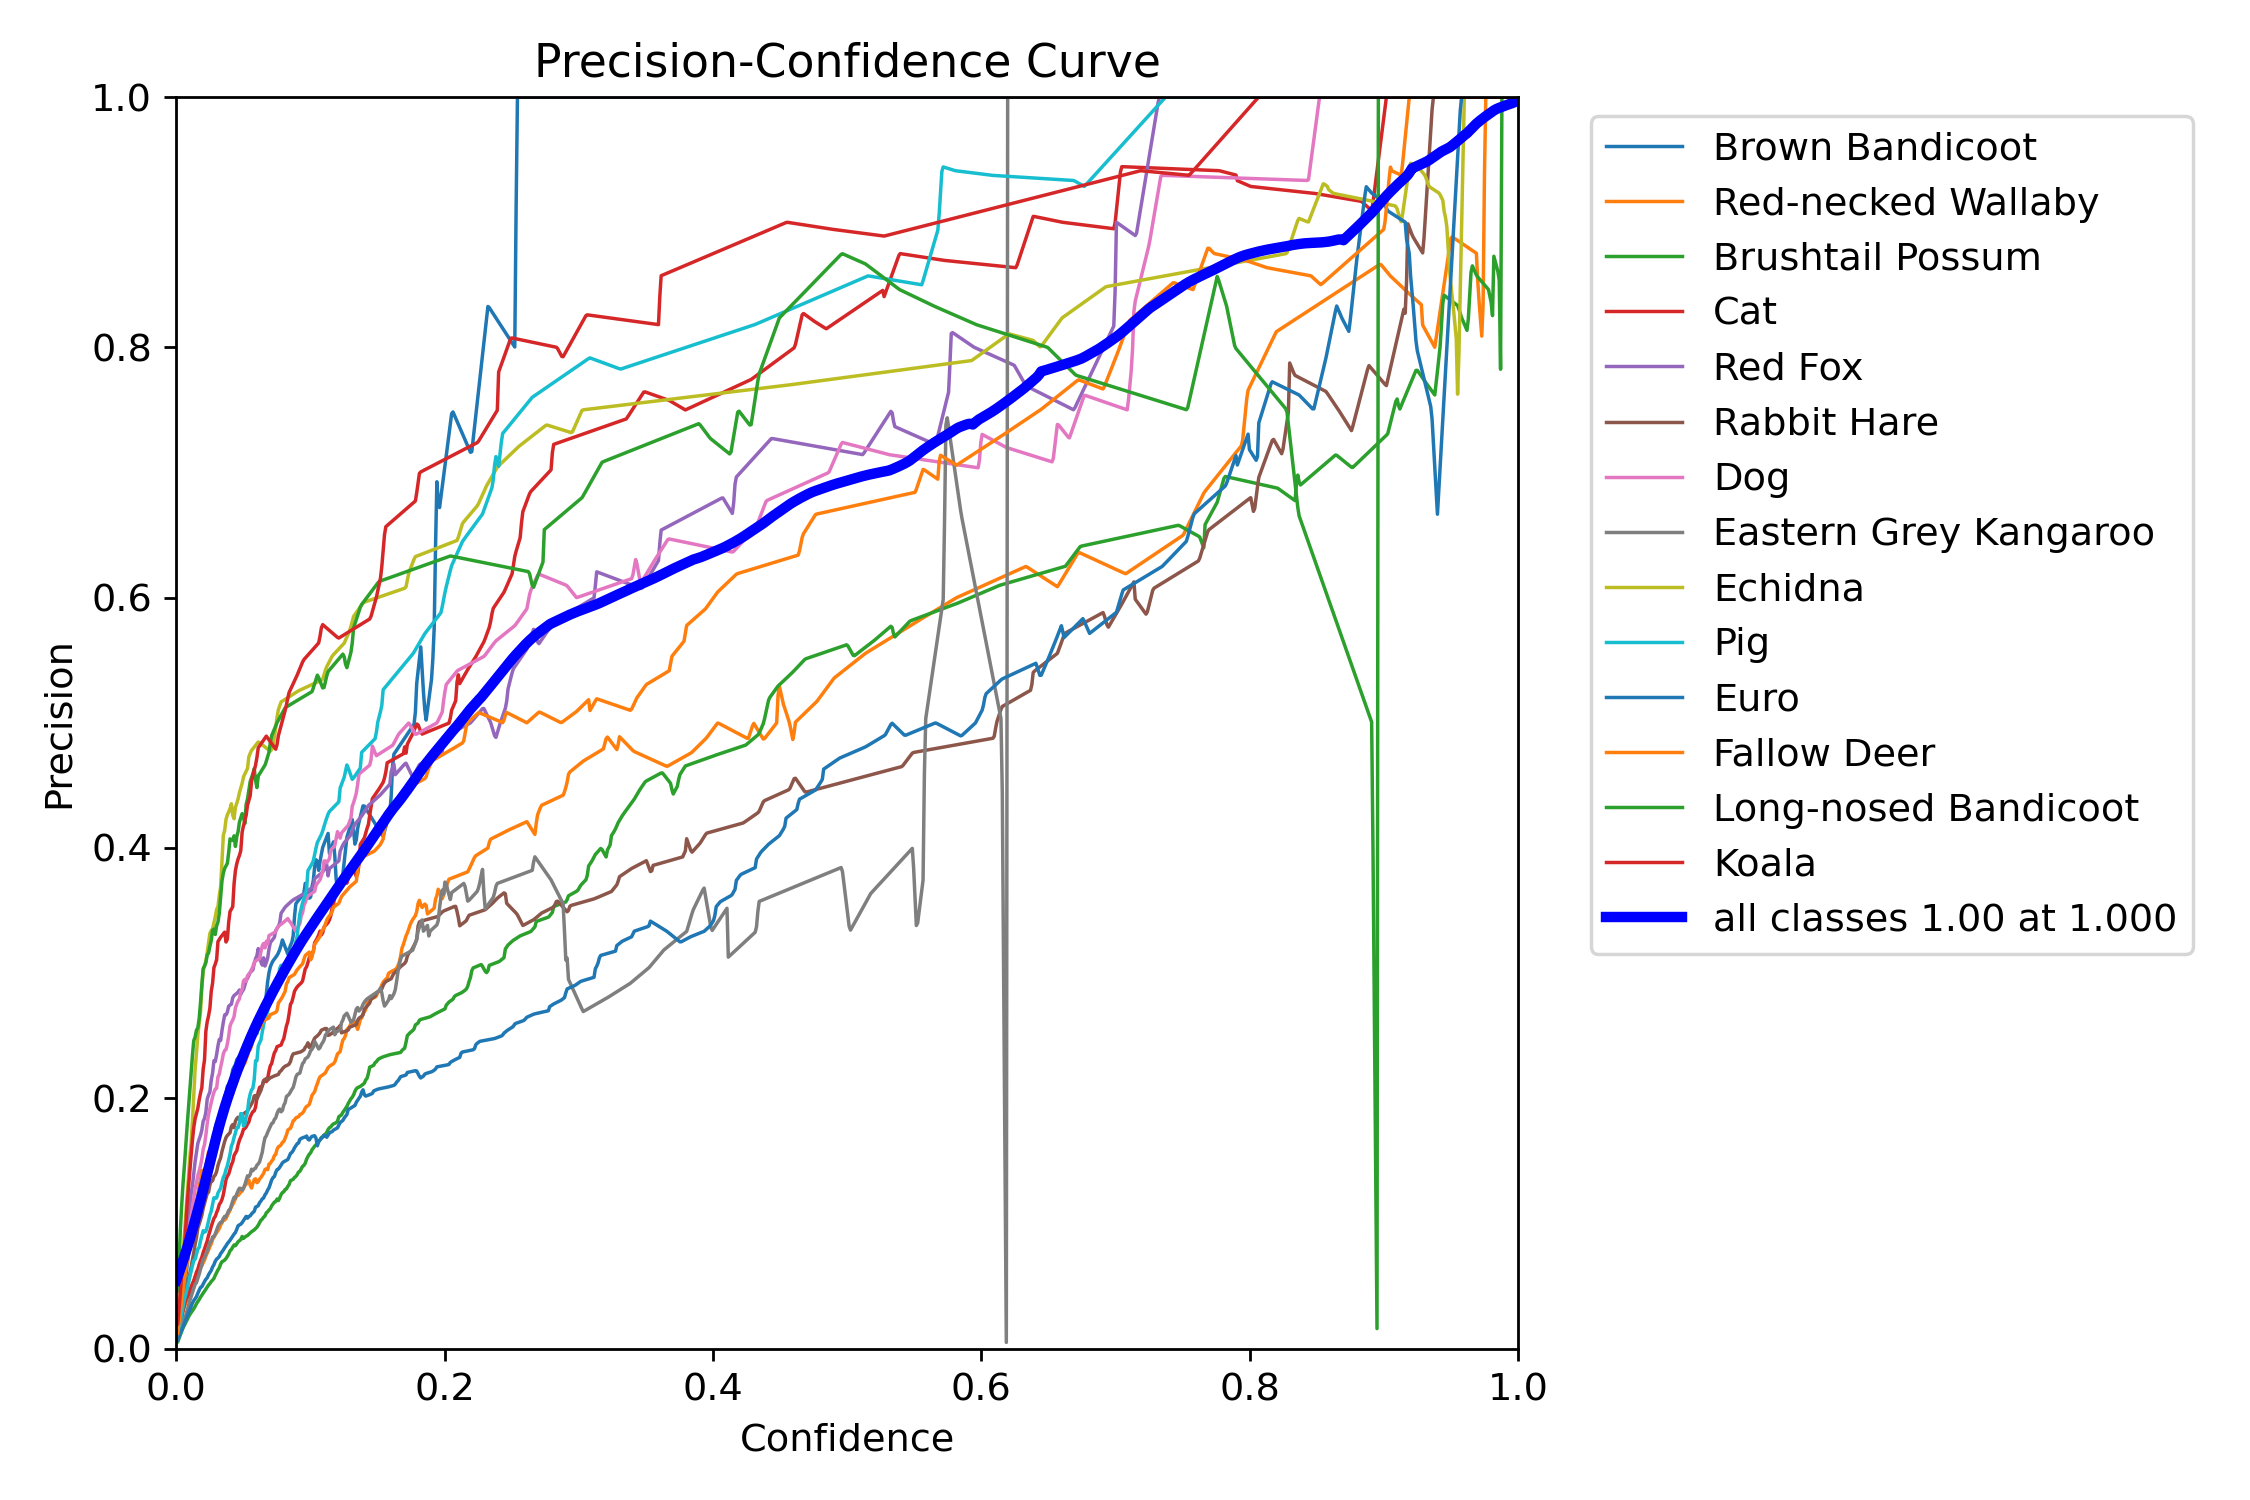 Precision-Confidence Curve
1.0
0.8
0.6
0.4
0.2
0.0
Precision
0.0 0.2 0.4 0.6 0.8 1.0
Confidence
Brown Bandicoot
Red-necked Wallaby
Brushtail Possum
Cat
Red Fox
Rabbit Hare
Dog
Eastern Grey Kangaroo
Echidna
Pig
Euro
Fallow Deer
Long-nosed Bandicoot
Koala
all classes 1.00 at 1.000